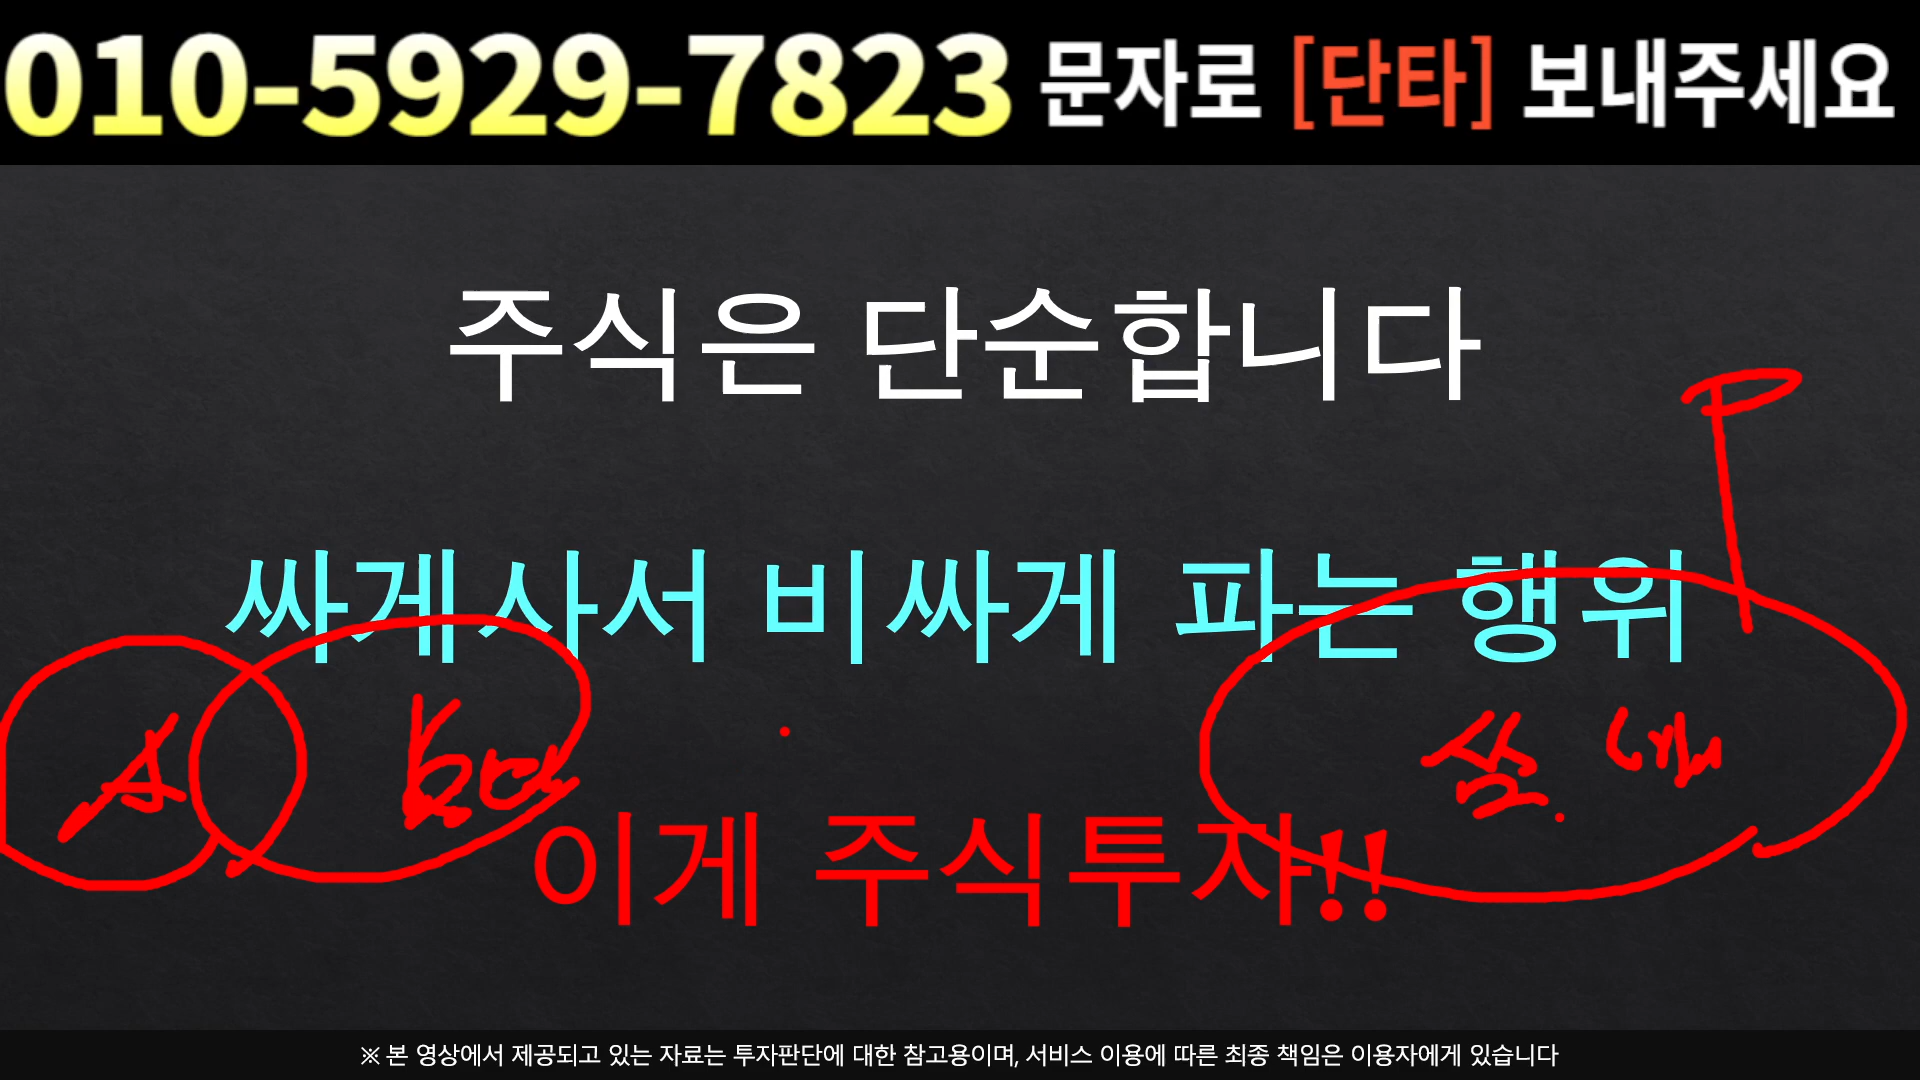 010-5929-7823 문자로 [단타] 보내주세요
주식은 단순합니다
싸게사서 비싸게 파는 행위
이게 주식투자!!
※ 본 영상에서 제공되고 있는 자료는 투자판단에 대한 참고용이며, 서비스 이용에 따른 최종 책임은 이용자에게 있습니다